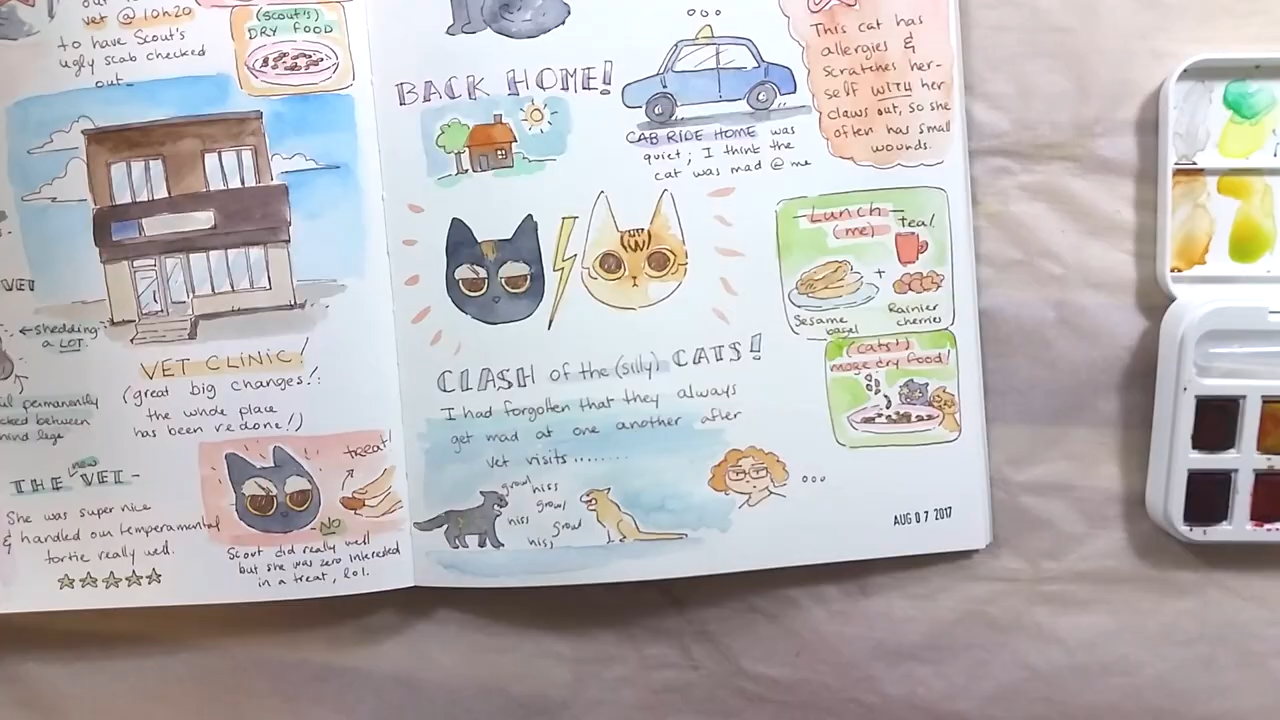 vet @ 10h20
to have Scout's
ugly scab checked
out_
(Scout's)
DRY FOOD
VET
←shedding
a LOT.
permanently
between
hind legs
VET CLINIC!
(great big changes!:
the whole place
has been redone!)
THE new VET-
She was super nice
& handled our temperamental
tortie really well.
treat!
NO
Scout did really well
but she was zero interested
in a treat, lol.
BACK HOME!
CAB RIDE HOME was
quiet; I think the
cat was mad @ me
This cat has
allergies &
scratches her-
self WITH her
claws out, so she
often has small
wounds.
Lunch
(me)
tea!
+
Sesame
bagel
Rainier
cherries
(cats!)
more dry food!
CLASH of the (silly) CATS!
I had forgotten that they always
get mad at one another after
vet visits........
growl
hiss
growl
hiss
growl
hiss
AUG 07 2017